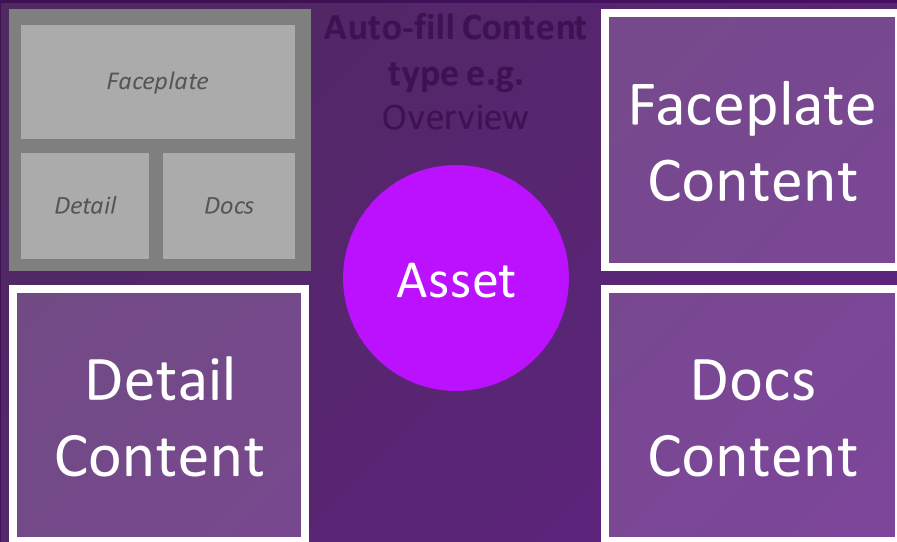 Auto-fill Content
type e.g.
Overview
Faceplate
Detail
Docs
Faceplate
Content
Asset
Detail
Content
Docs
Content